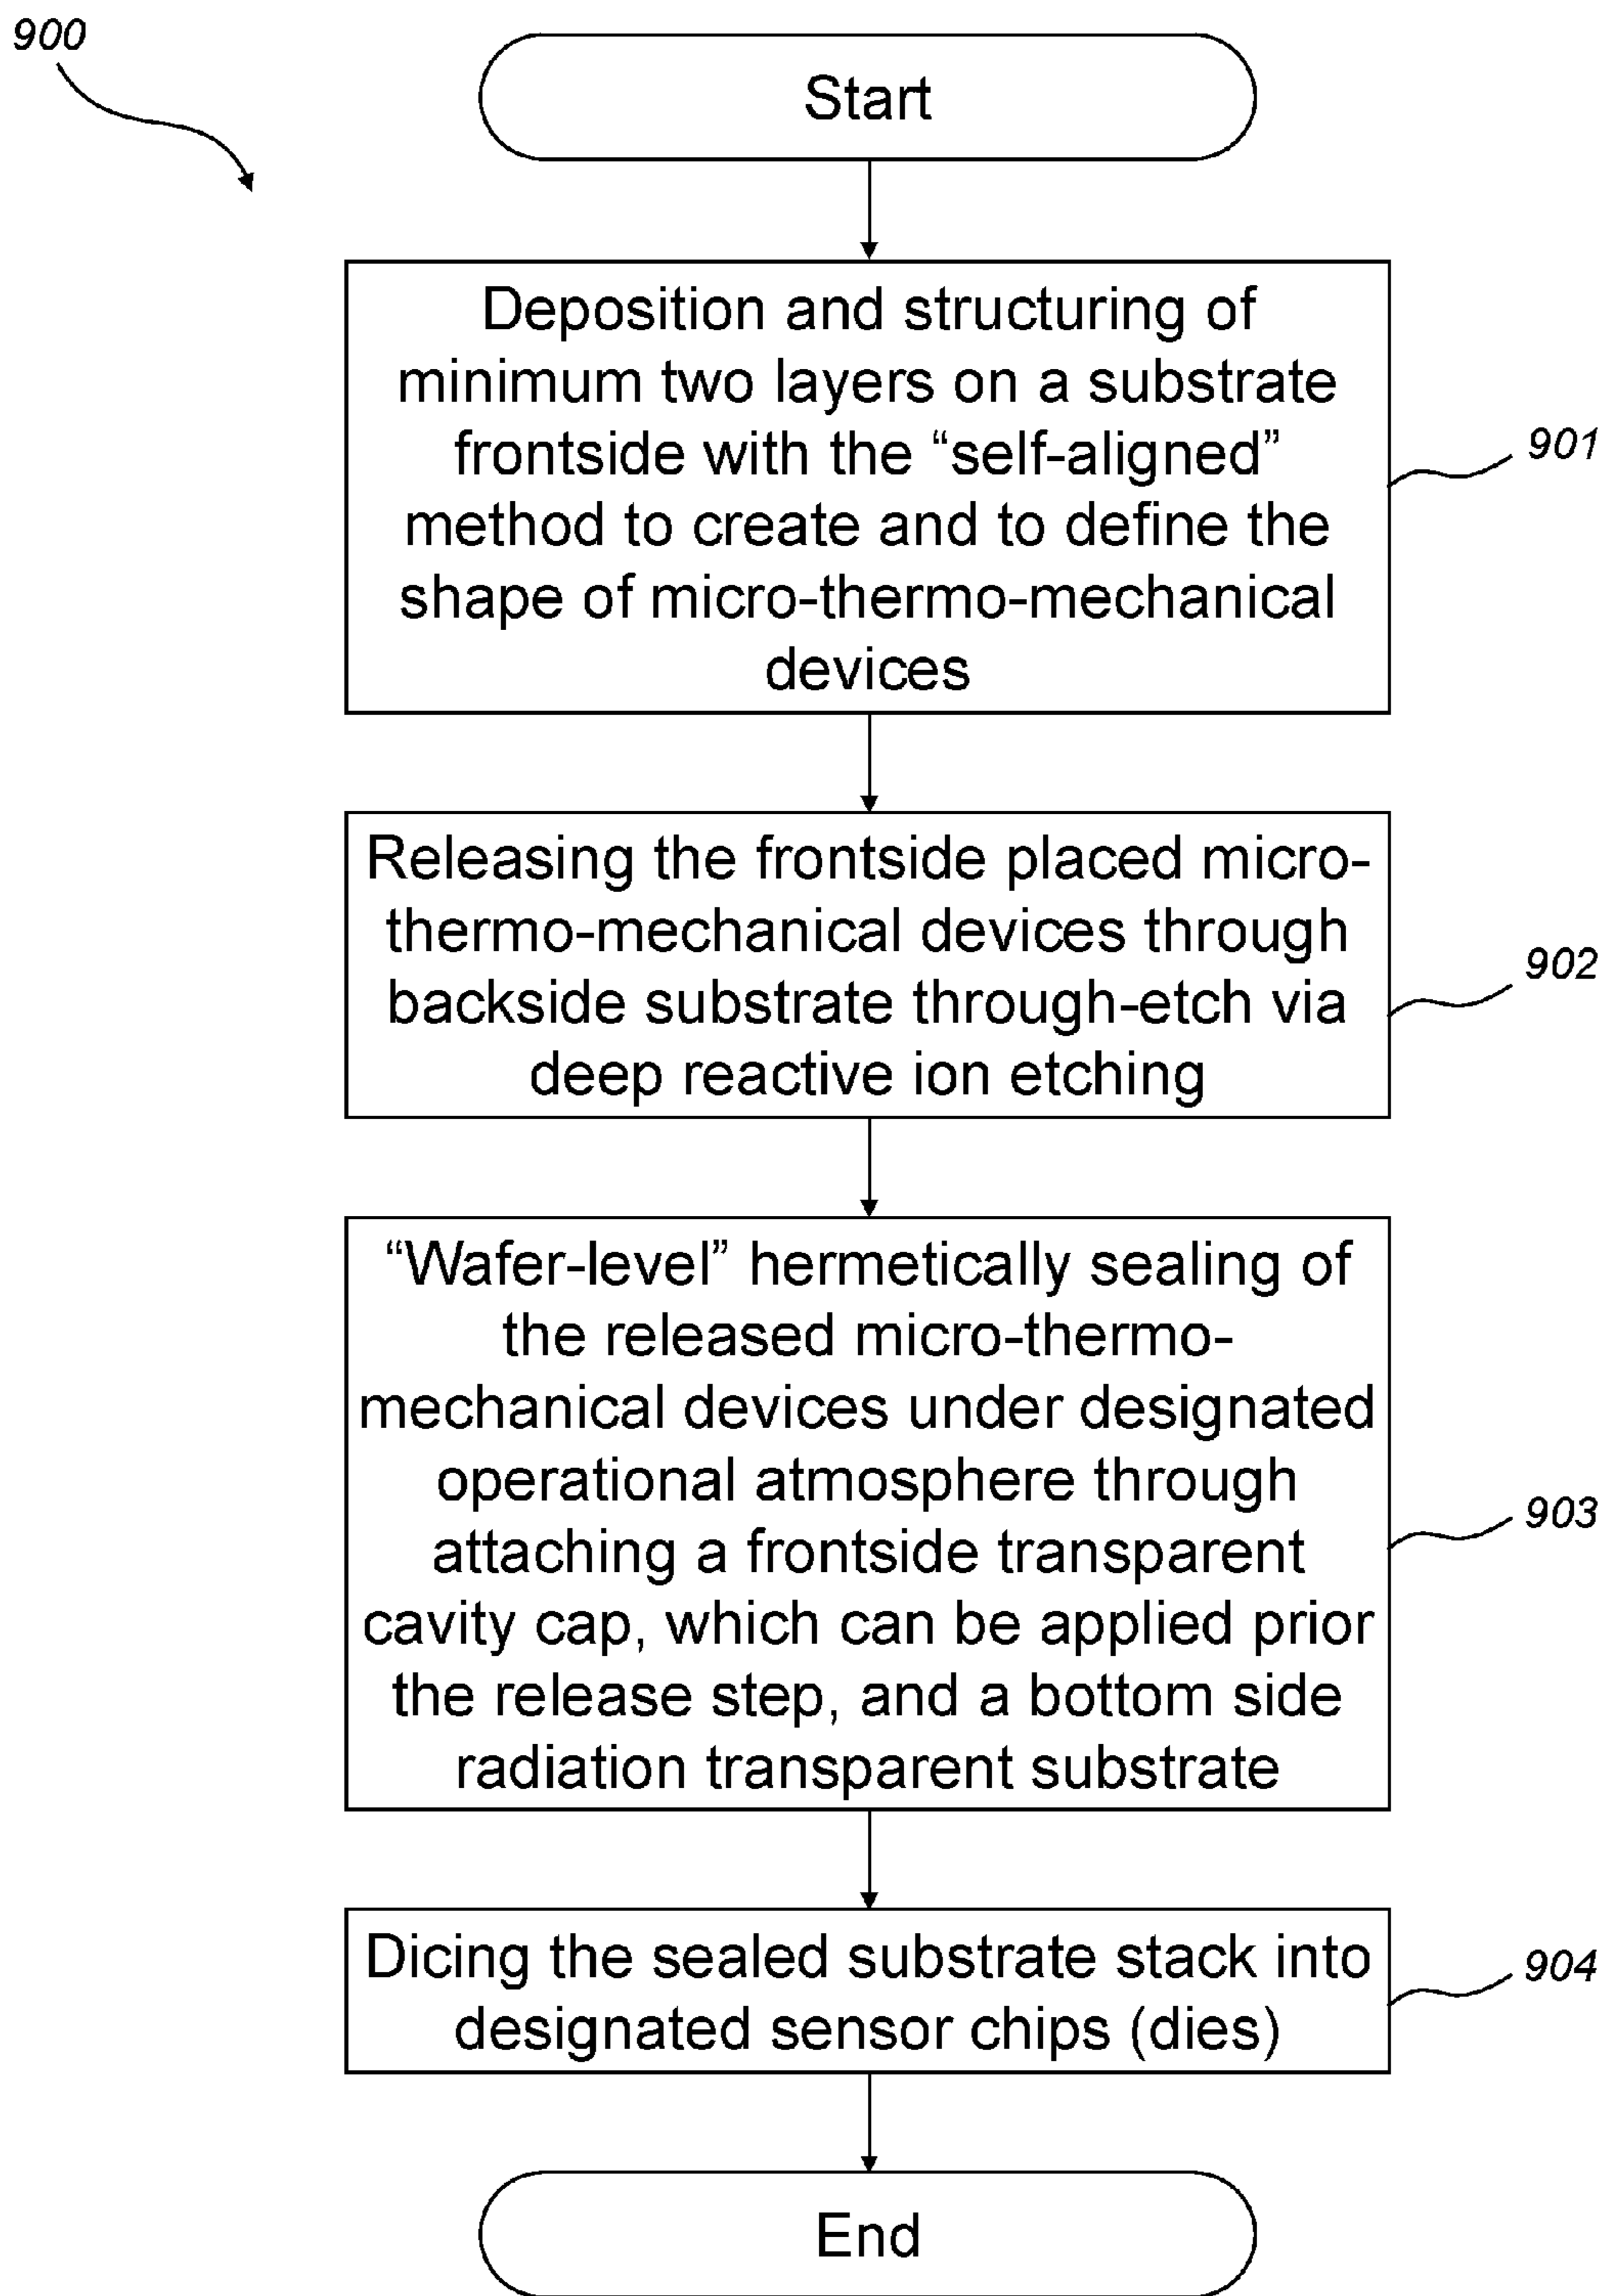 900
Start
Deposition and structuring of
minimum two layers on a substrate
frontside with the “self-aligned”
method to create and to define the
shape of micro-thermo-mechanical
devices
901
Releasing the frontside placed micro-
thermo-mechanical devices through
backside substrate through-etch via
deep reactive ion etching
902
“Wafer-level” hermetically sealing of
the released micro-thermo-
mechanical devices under designated
operational atmosphere through
attaching a frontside transparent
cavity cap, which can be applied prior
the release step, and a bottom side
radiation transparent substrate
903
Dicing the sealed substrate stack into
designated sensor chips (dies)
904
End